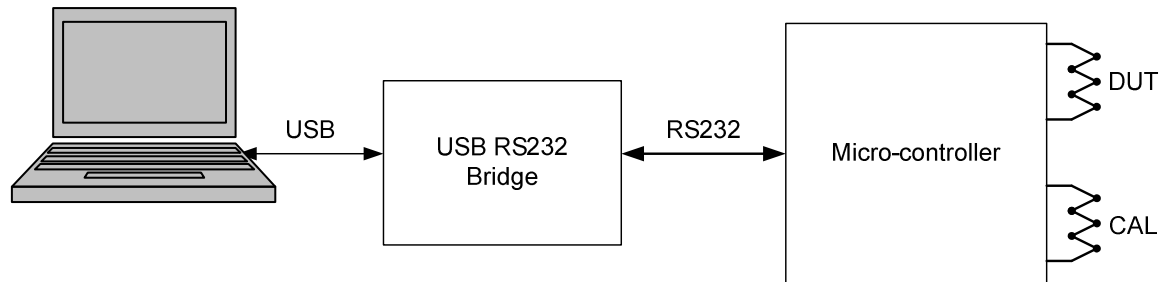 USB
USB RS232
Bridge
RS232
Micro-controller
DUT
CAL